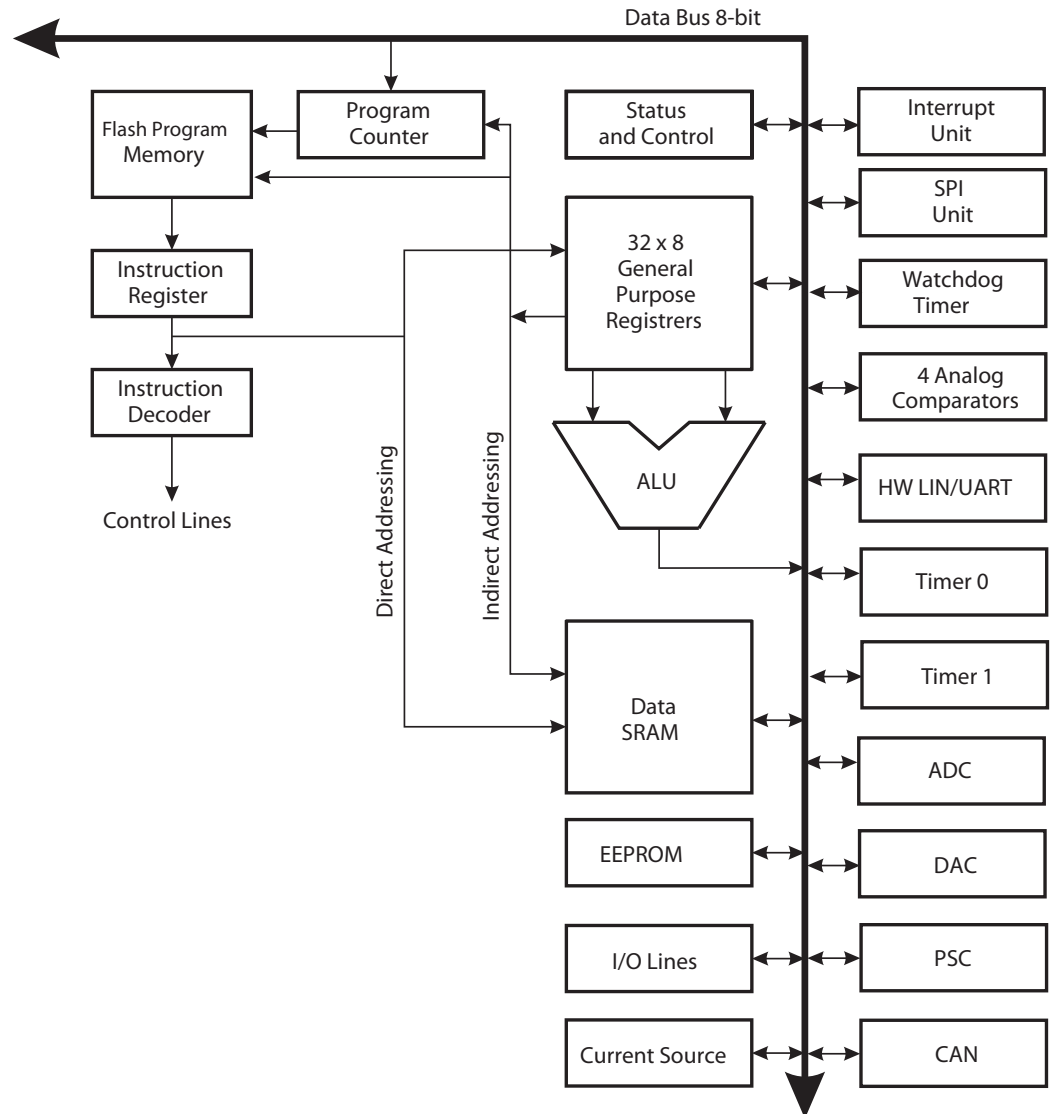 Data Bus 8-bit
Flash Program
Memory
Program
Counter
Instruction
Register
Instruction
Decoder
Control Lines
Direct Addressing
Indirect Addressing
Status
and Control
32 x 8
General
Purpose
Registrers
ALU
Data
SRAM
EEPROM
I/O Lines
Current Source
Interrupt
Unit
SPI
Unit
Watchdog
Timer
4 Analog
Comparators
HW LIN/UART
Timer 0
Timer 1
ADC
DAC
PSC
CAN